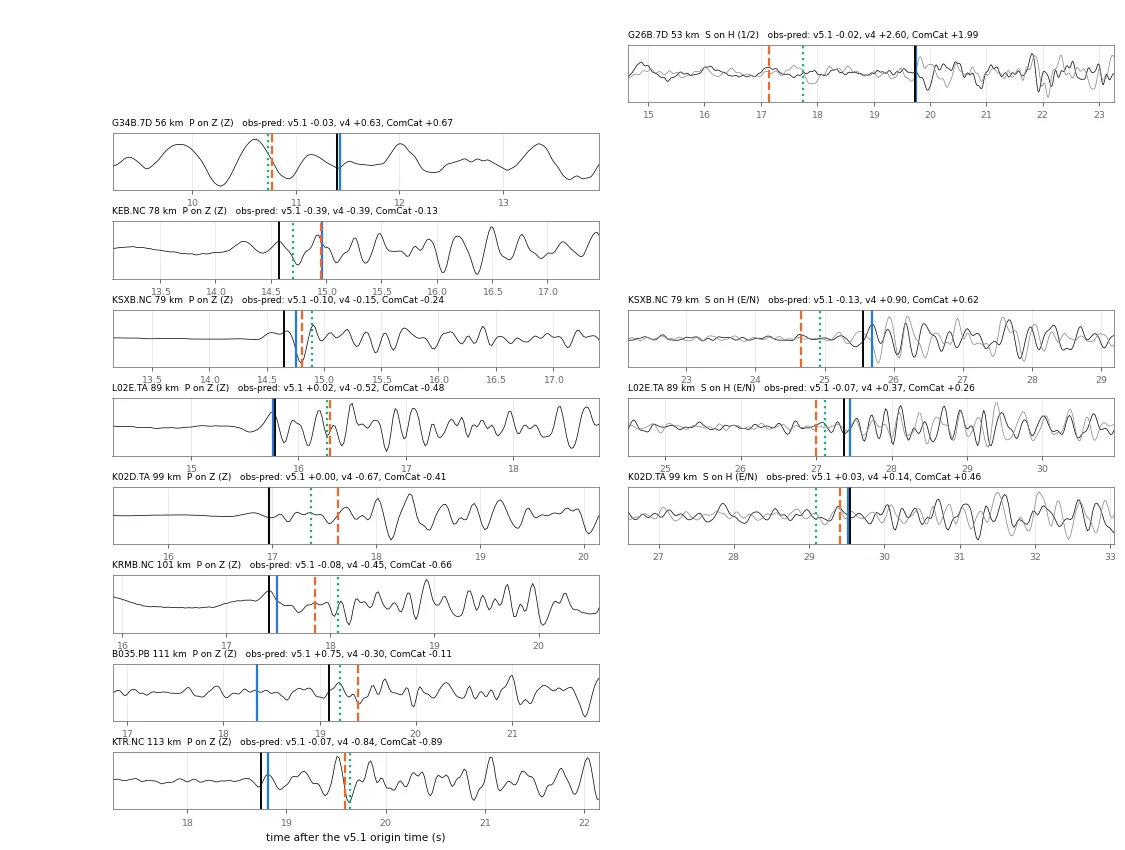 G26B.7D 53 km S on H (1/2) obs-pred: v5.1 -0.02, v4 +2.60, ComCat +1.99
15 16 17 18 19 20 21 22 23
G34B.7D 56 km P on Z (Z) obs-pred: v5.1 -0.03, v4 +0.63, ComCat +0.67
10 11 12 13
KEB.NC 78 km P on Z (Z) obs-pred: v5.1 -0.39, v4 -0.39, ComCat -0.13
13.5 14.0 14.5 15.0 15.5 16.0 16.5 17.0
KSXB.NC 79 km P on Z (Z) obs-pred: v5.1 -0.10, v4 -0.15, ComCat -0.24
13.5 14.0 14.5 15.0 15.5 16.0 16.5 17.0
KSXB.NC 79 km S on H (E/N) obs-pred: v5.1 -0.13, v4 +0.90, ComCat +0.62
23 24 25 26 27 28 29
L02E.TA 89 km P on Z (Z) obs-pred: v5.1 +0.02, v4 -0.52, ComCat -0.48
15 16 17 18
L02E.TA 89 km S on H (E/N) obs-pred: v5.1 -0.07, v4 +0.37, ComCat +0.26
25 26 27 28 29 30
K02D.TA 99 km P on Z (Z) obs-pred: v5.1 +0.00, v4 -0.67, ComCat -0.41
16 17 18 19 20
K02D.TA 99 km S on H (E/N) obs-pred: v5.1 +0.03, v4 +0.14, ComCat +0.46
27 28 29 30 31 32 33
KRMB.NC 101 km P on Z (Z) obs-pred: v5.1 -0.08, v4 -0.45, ComCat -0.66
16 17 18 19 20
B035.PB 111 km P on Z (Z) obs-pred: v5.1 +0.75, v4 -0.30, ComCat -0.11
17 18 19 20 21
KTR.NC 113 km P on Z (Z) obs-pred: v5.1 -0.07, v4 -0.84, ComCat -0.89
18 19 20 21 22
time after the v5.1 origin time (s)